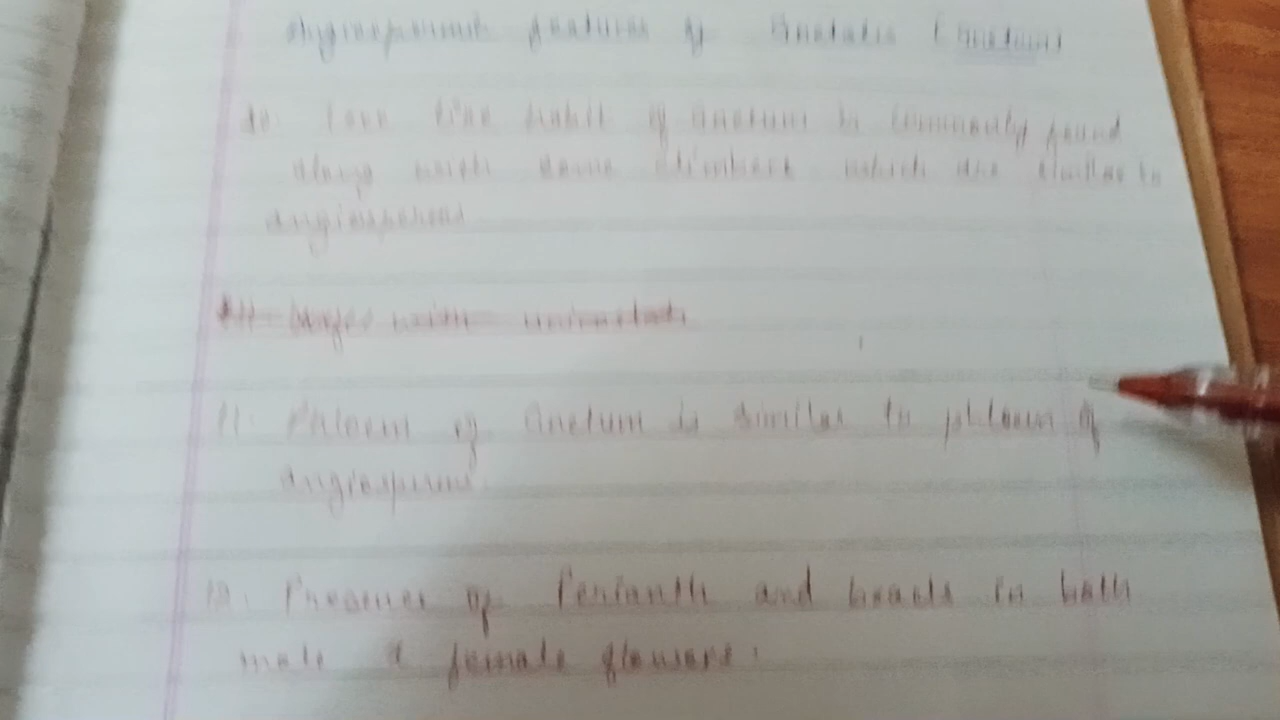 Angiospermic features of Gnetales (Gnetum)
10. Tree like habit of Gnetum is commonly found
along with some climbers which are similar to
angiosperms
11. Phloem of Gnetum is similar to phloem of
angiosperms.
12. Presence of Perianth and bracts in both
male & female flowers.